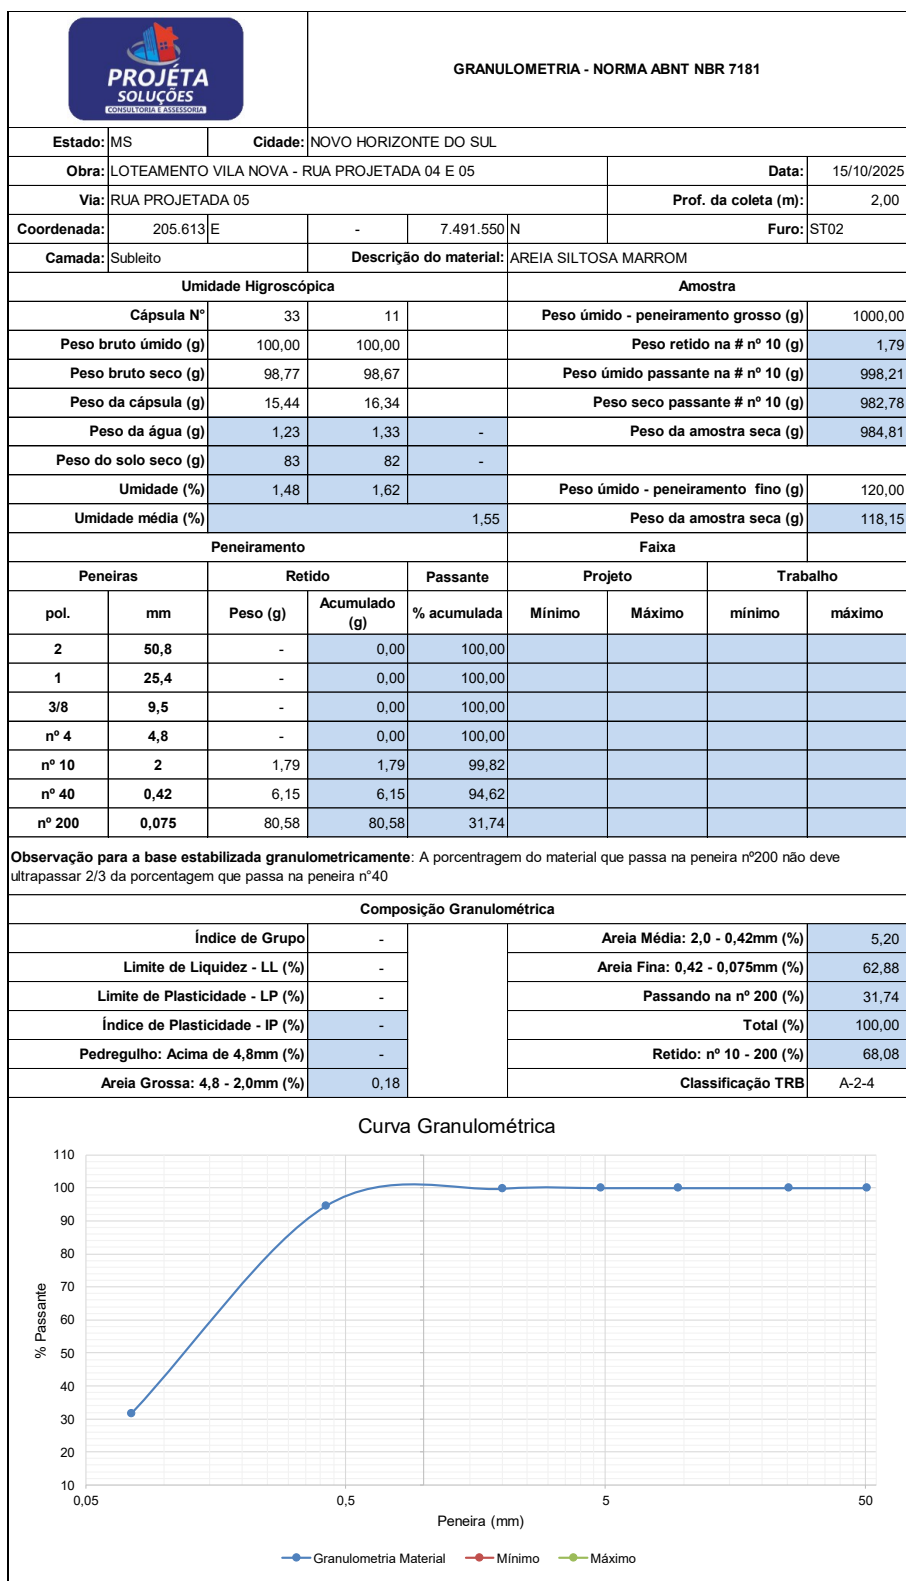 PROJÉTA
SOLUÇÕES
CONSULTORIA E ASSESSORIA
GRANULOMETRIA - NORMA ABNT NBR 7181
Estado: MS Cidade: NOVO HORIZONTE DO SUL
Obra: LOTEAMENTO VILA NOVA - RUA PROJETADA 04 E 05 Data: 15/10/2025
Via: RUA PROJETADA 05 Prof. da coleta (m): 2,00
Coordenada: 205.613 E - 7.491.550 N Furo: ST02
Camada: Subleito Descrição do material: AREIA SILTOSA MARROM
Umidade Higroscópica Amostra
Cápsula N° 33 11 Peso úmido - peneiramento grosso (g) 1000,00
Peso bruto úmido (g) 100,00 100,00 Peso retido na # nº 10 (g) 1,79
Peso bruto seco (g) 98,77 98,67 Peso úmido passante na # nº 10 (g) 998,21
Peso da cápsula (g) 15,44 16,34 Peso seco passante # nº 10 (g) 982,78
Peso da água (g) 1,23 1,33 - Peso da amostra seca (g) 984,81
Peso do solo seco (g) 83 82 -
Umidade (%) 1,48 1,62 Peso úmido - peneiramento fino (g) 120,00
Umidade média (%) 1,55 Peso da amostra seca (g) 118,15
Peneiramento Faixa
Peneiras Retido Passante Projeto Trabalho
pol. mm Peso (g) Acumulado (g) % acumulada Mínimo Máximo mínimo máximo
2 50,8 - 0,00 100,00
1 25,4 - 0,00 100,00
3/8 9,5 - 0,00 100,00
nº 4 4,8 - 0,00 100,00
nº 10 2 1,79 1,79 99,82
nº 40 0,42 6,15 6,15 94,62
nº 200 0,075 80,58 80,58 31,74
Observação para a base estabilizada granulometricamente: A porcentragem do material que passa na peneira nº200 não deve
ultrapassar 2/3 da porcentagem que passa na peneira n°40
Composição Granulométrica
Índice de Grupo - Areia Média: 2,0 - 0,42mm (%) 5,20
Limite de Liquidez - LL (%) - Areia Fina: 0,42 - 0,075mm (%) 62,88
Limite de Plasticidade - LP (%) - Passando na nº 200 (%) 31,74
Índice de Plasticidade - IP (%) - Total (%) 100,00
Pedregulho: Acima de 4,8mm (%) - Retido: nº 10 - 200 (%) 68,08
Areia Grossa: 4,8 - 2,0mm (%) 0,18 Classificação TRB A-2-4
Curva Granulométrica
110
100
90
80
70
60
50
40
30
20
10
% Passante
0,05 0,5 5 50
Peneira (mm)
Granulometria Material Mínimo Máximo